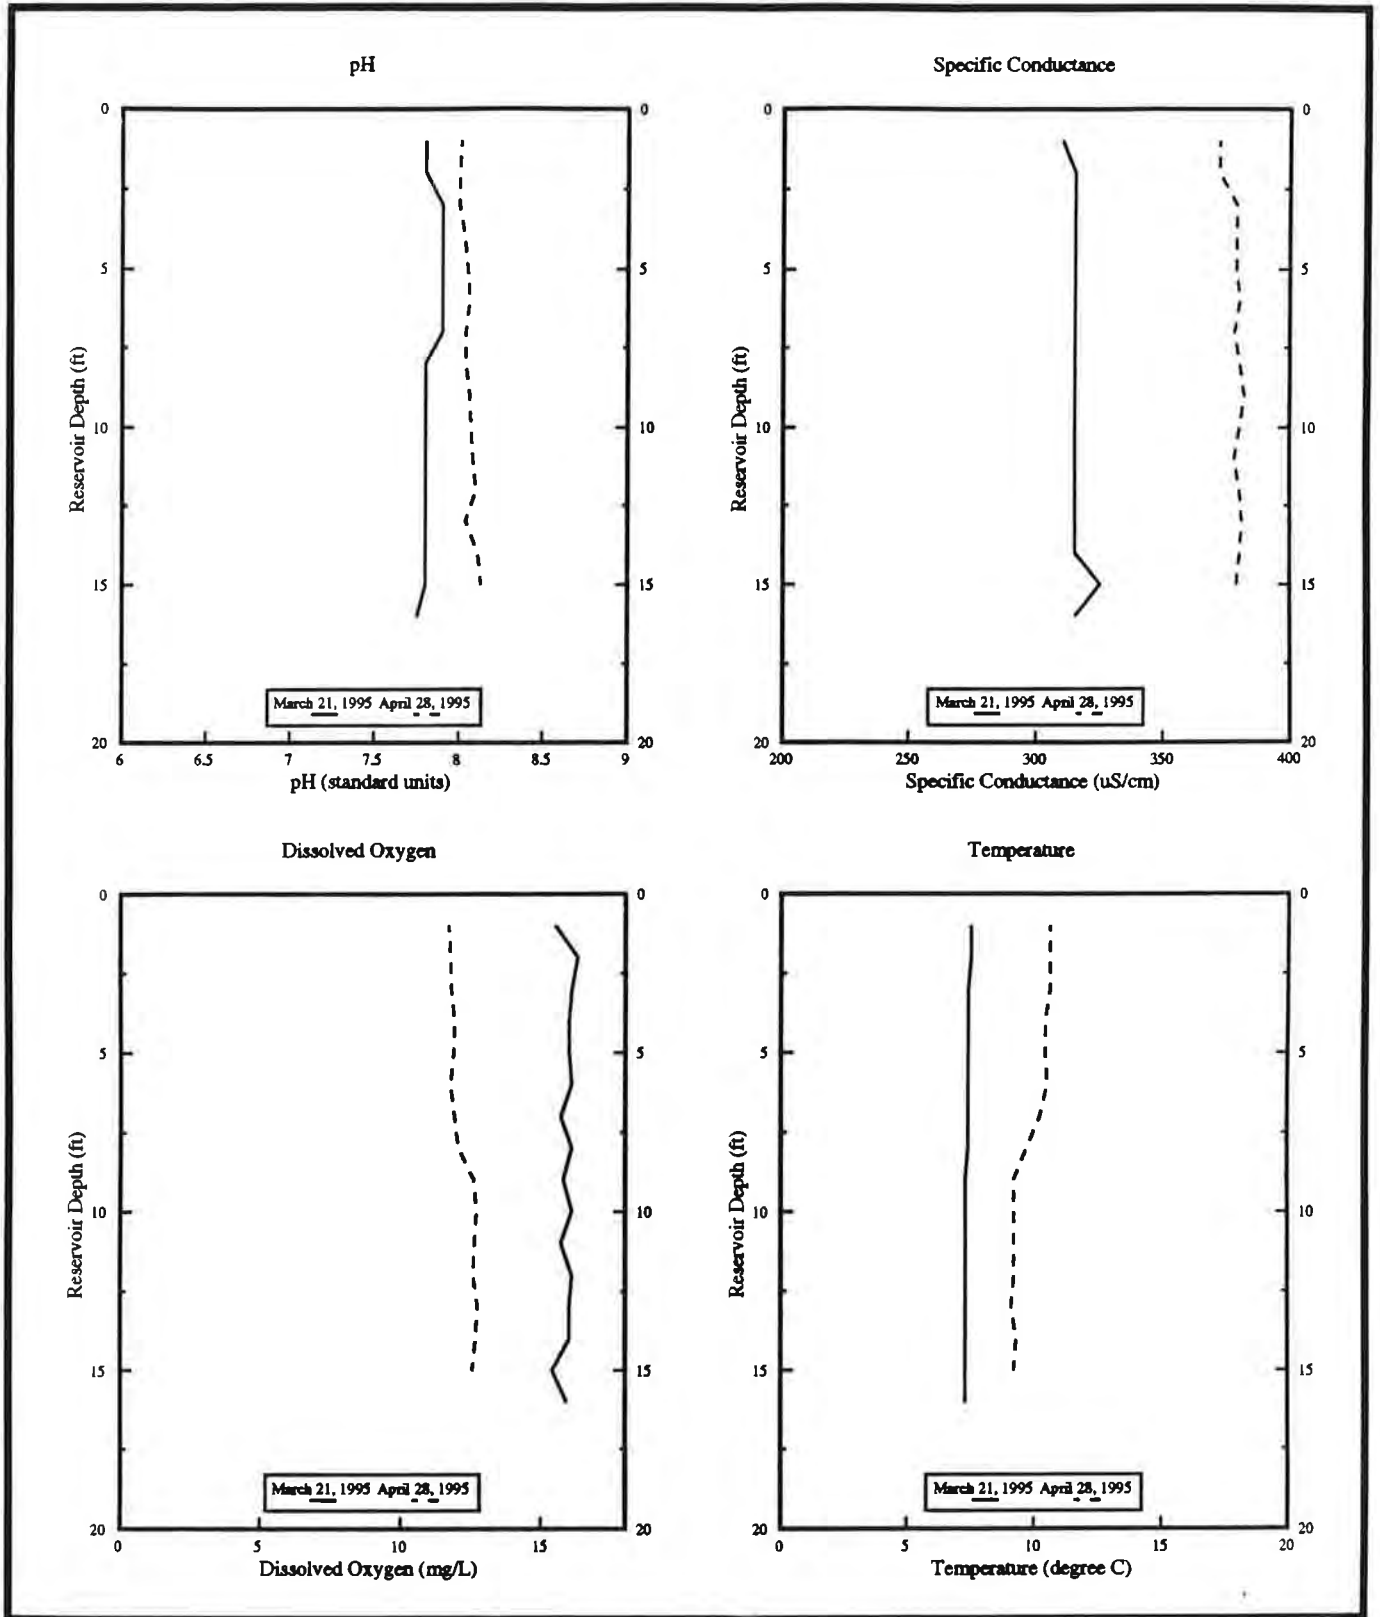 pH
0
0
5
5
10
10
15
15
20
20
Reservoir Depth (ft)
March 21, 1995 April 28, 1995
6 6.5 7 7.5 8 8.5 9
pH (standard units)
Specific Conductance
0
0
5
5
10
10
15
15
20
20
Reservoir Depth (ft)
March 21, 1995 April 28, 1995
200 250 300 350 400
Specific Conductance (uS/cm)
Dissolved Oxygen
0
0
5
5
10
10
15
15
20
20
Reservoir Depth (ft)
March 21, 1995 April 28, 1995
0 5 10 15
Dissolved Oxygen (mg/L)
Temperature
0
0
5
5
10
10
15
15
20
20
Reservoir Depth (ft)
March 21, 1995 April 28, 1995
0 5 10 15 20
Temperature (degree C)